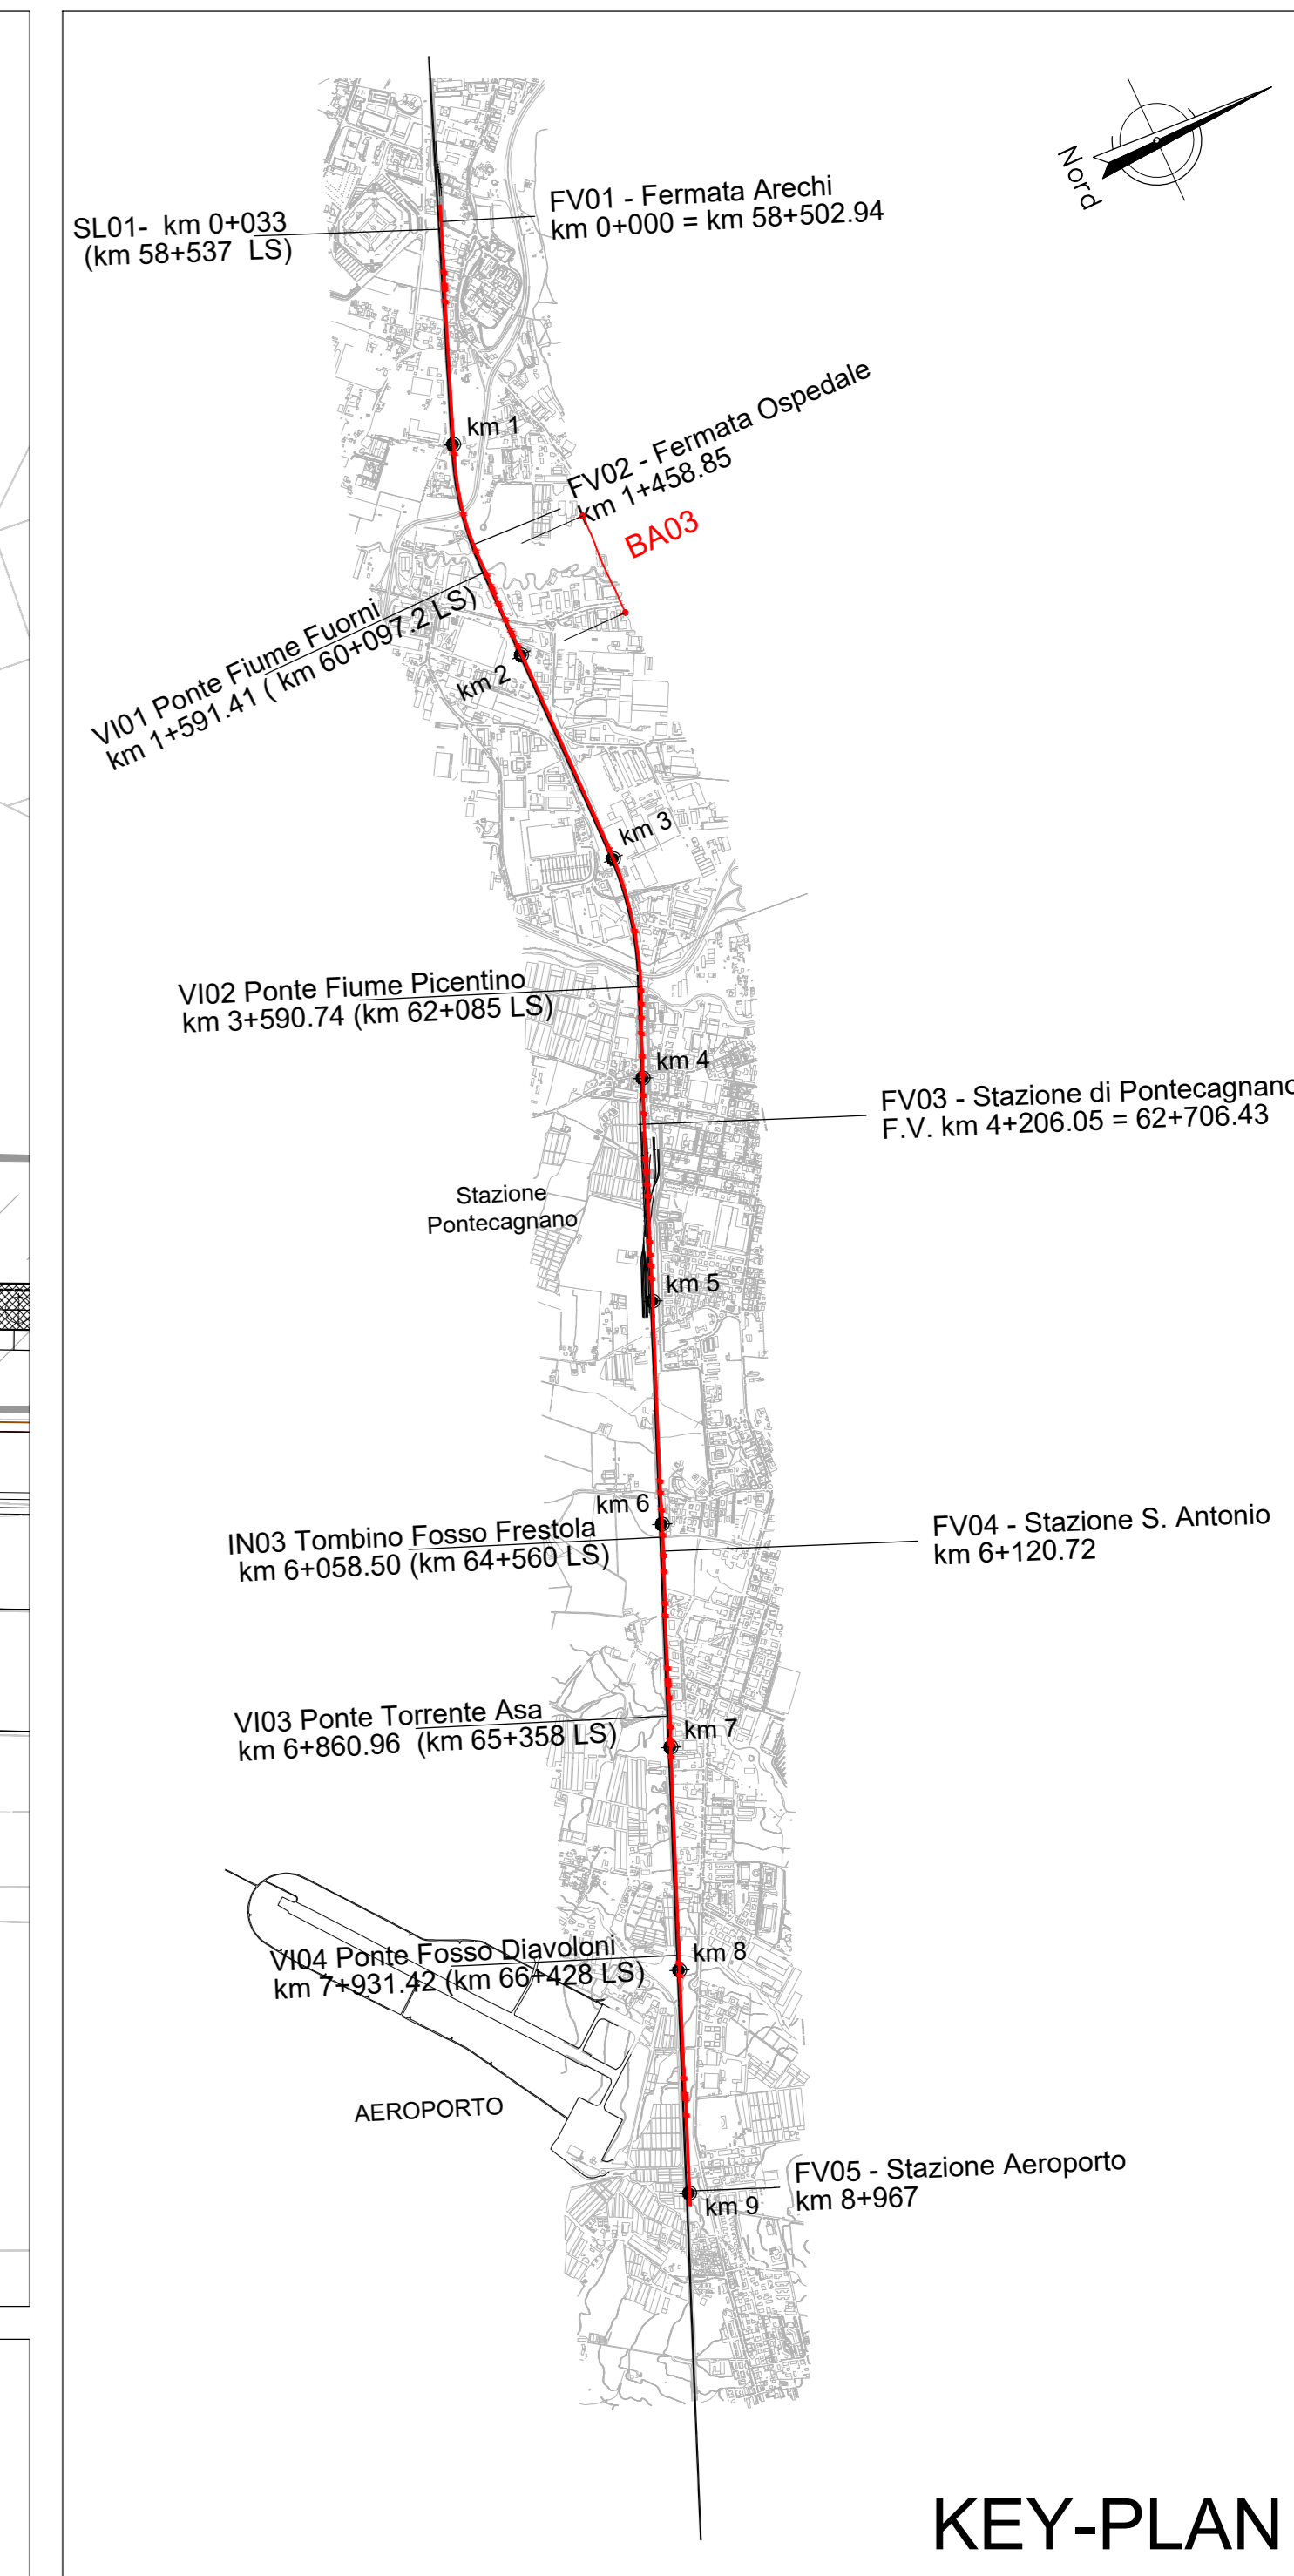 Nord
FV01 - Fermata Arechi
km 0+000 = km 58+502.94
SL01- km 0+033
(km 58+537 LS)
km 1
FV02 - Fermata Ospedale
km 1+458.85
BA03
VI01 Ponte Fiume Fuorni
km 1+591.41 ( km 60+097.2 LS)
km 2
km 3
VI02 Ponte Fiume Picentino
km 3+590.74 (km 62+085 LS)
km 4
FV03 - Stazione di Pontecagnano
F.V. km 4+206.05 = 62+706.43
Stazione
Pontecagnano
km 5
km 6
IN03 Tombino Fosso Frestola
km 6+058.50 (km 64+560 LS)
FV04 - Stazione S. Antonio
km 6+120.72
VI03 Ponte Torrente Asa
km 6+860.96 (km 65+358 LS)
km 7
VI04 Ponte Fosso Diavoloni
km 7+931.42 (km 66+428 LS)
km 8
AEROPORTO
FV05 - Stazione Aeroporto
km 8+967
km 9
KEY-PLAN